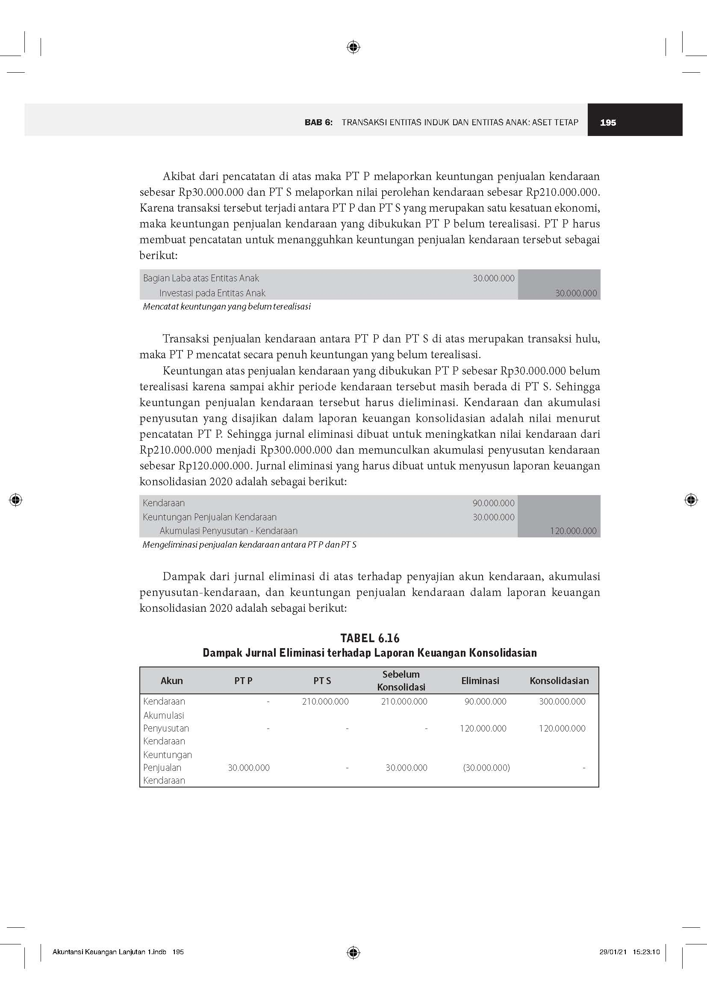 BAB 6: TRANSAKSI ENTITAS INDUK DAN ENTITAS ANAK: ASET TETAP 195
Akibat dari pencatatan di atas maka PT P melaporkan keuntungan penjualan kendaraan
sebesar Rp30.000.000 dan PT S melaporkan nilai perolehan kendaraan sebesar Rp210.000.000.
Karena transaksi tersebut terjadi antara PT P dan PT S yang merupakan satu kesatuan ekonomi,
maka keuntungan penjualan kendaraan yang dibukukan PT P belum terealisasi. PT P harus
membuat pencatatan untuk menangguhkan keuntungan penjualan kendaraan tersebut sebagai
berikut:
Bagian Laba atas Entitas Anak 30.000.000
Investasi pada Entitas Anak 30.000.000
Mencatat keuntungan yang belum terealisasi
Transaksi penjualan kendaraan antara PT P dan PT S di atas merupakan transaksi hulu,
maka PT P mencatat secara penuh keuntungan yang belum terealisasi.
Keuntungan atas penjualan kendaraan yang dibukukan PT P sebesar Rp30.000.000 belum
terealisasi karena sampai akhir periode kendaraan tersebut masih berada di PT S. Sehingga
keuntungan penjualan kendaraan tersebut harus dieliminasi. Kendaraan dan akumulasi
penyusutan yang disajikan dalam laporan keuangan konsolidasian adalah nilai menurut
pencatatan PT P. Sehingga jurnal eliminasi dibuat untuk meningkatkan nilai kendaraan dari
Rp210.000.000 menjadi Rp300.000.000 dan memunculkan akumulasi penyusutan kendaraan
sebesar Rp120.000.000. Jurnal eliminasi yang harus dibuat untuk menyusun laporan keuangan
konsolidasian 2020 adalah sebagai berikut:
Kendaraan 90.000.000
Keuntungan Penjualan Kendaraan 30.000.000
Akumulasi Penyusutan - Kendaraan 120.000.000
Mengeliminasi penjualan kendaraan antara PT P dan PT S
Dampak dari jurnal eliminasi di atas terhadap penyajian akun kendaraan, akumulasi
penyusutan-kendaraan, dan keuntungan penjualan kendaraan dalam laporan keuangan
konsolidasian 2020 adalah sebagai berikut:
TABEL 6.16
Dampak Jurnal Eliminasi terhadap Laporan Keuangan Konsolidasian
Akun PT P PT S Sebelum Konsolidasi Eliminasi Konsolidasian
Kendaraan - 210.000.000 210.000.000 90.000.000 300.000.000
Akumulasi
Penyusutan - - - 120.000.000 120.000.000
Kendaraan
Keuntungan
Penjualan 30.000.000 - 30.000.000 (30.000.000) -
Kendaraan
Akuntansi Keuangan Lanjutan 1.indb 195 29/01/21 15:23:10